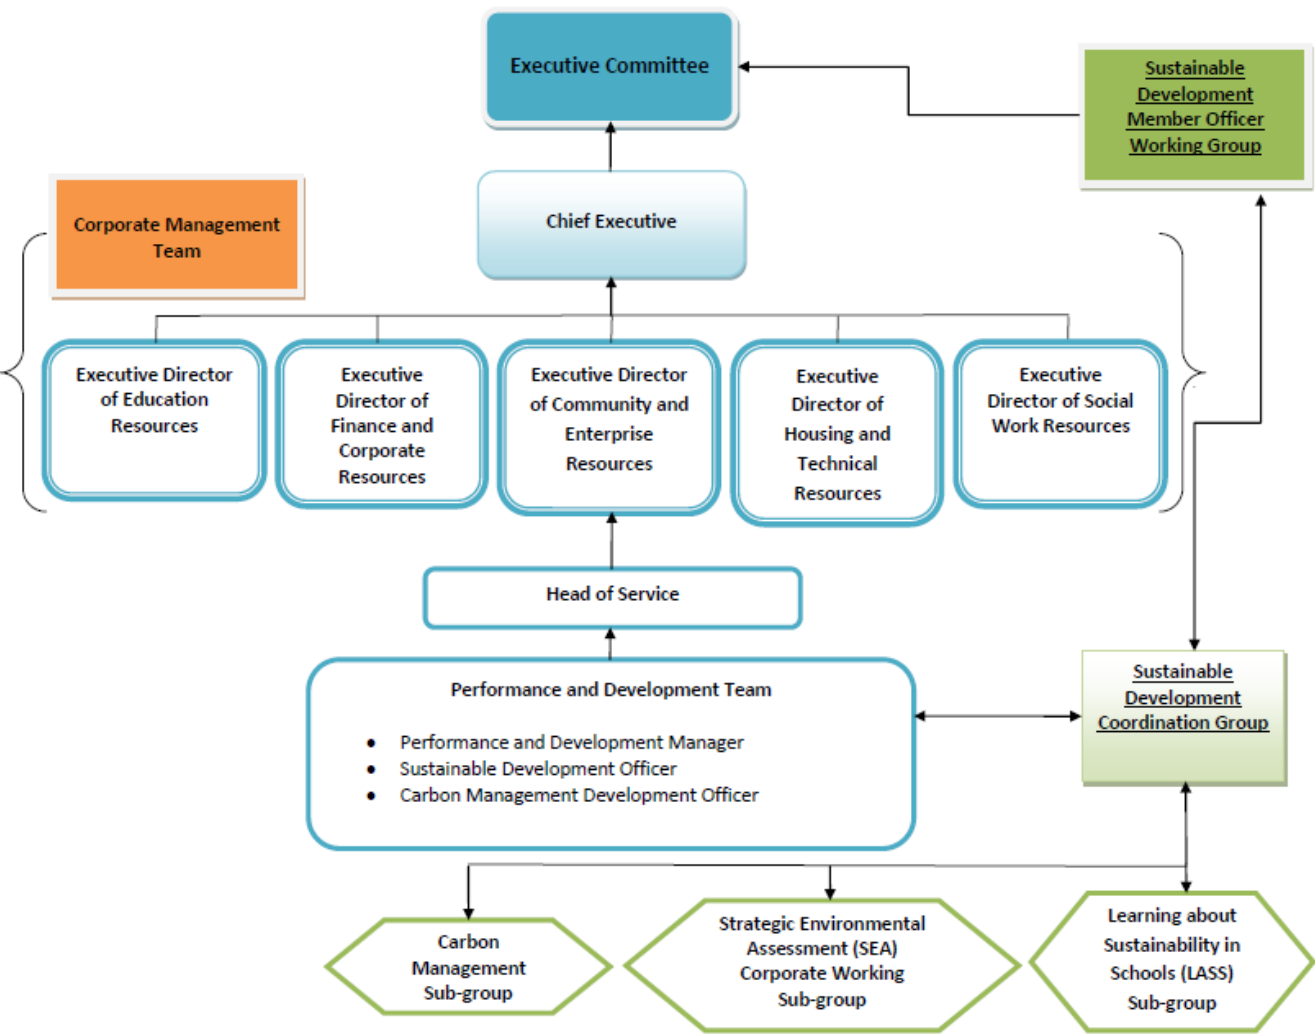 Executive Committee
Sustainable
Development
Member Officer
Working Group
Corporate Management
Team
Chief Executive
Executive Director
of Education
Resources
Executive
Director of
Finance and
Corporate
Resources
Executive Director
of Community and
Enterprise
Resources
Executive
Director of
Housing and
Technical
Resources
Executive
Director of Social
Work Resources
Head of Service
Performance and Development Team
• Performance and Development Manager
• Sustainable Development Officer
• Carbon Management Development Officer
Sustainable
Development
Coordination Group
Carbon
Management
Sub-group
Strategic Environmental
Assessment (SEA)
Corporate Working
Sub-group
Learning about
Sustainability in
Schools (LASS)
Sub-group